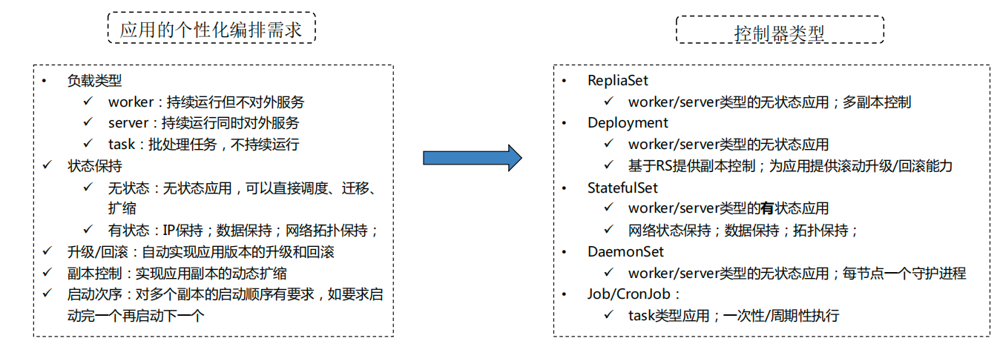 应用的个性化编排需求
• 负载类型
✓ worker：持续运行但不对外服务
✓ server：持续运行同时对外服务
✓ task：批处理任务，不持续运行
✓ 状态保持
✓ 无状态：无状态应用，可以直接调度、迁移、
扩缩
✓ 有状态：IP保持；数据保持；网络拓扑保持；
✓ 升级/回滚：自动实现应用版本的升级和回滚
✓ 副本控制：实现应用副本的动态扩缩
✓ 启动次序：对多个副本的启动顺序有要求，如要求启
动完一个再启动下一个
控制器类型
• RepliaSet
✓ worker/server类型的无状态应用；多副本控制
• Deployment
✓ worker/server类型的无状态应用
✓ 基于RS提供副本控制；为应用提供滚动升级/回滚能力
• StatefulSet
✓ worker/server类型的有状态应用
✓ 网络状态保持；数据保持；拓扑保持；
• DaemonSet
✓ worker/server类型的无状态应用；每节点一个守护进程
• Job/CronJob：
✓ task类型应用；一次性/周期性执行